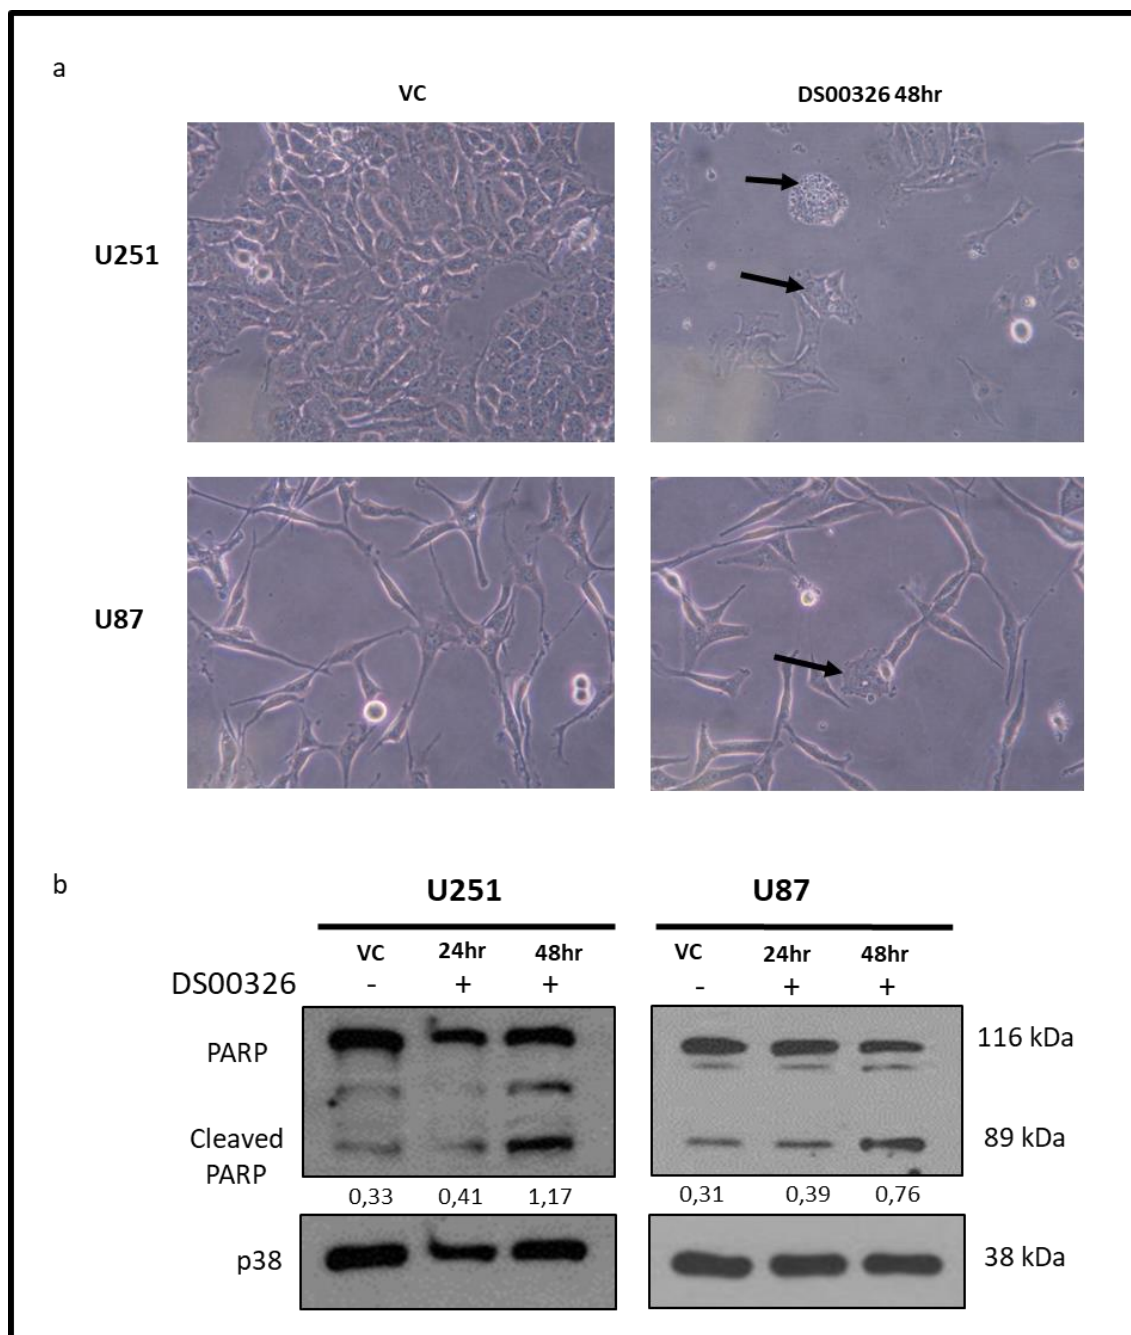 a
VC
DS00326 48hr
U251
U87
b
U251
U87
VC 24hr 48hr
VC 24hr 48hr
DS00326 - + +
- + +
PARP
116 kDa
Cleaved
PARP
89 kDa
0,33 0,41 1,17
0,31 0,39 0,76
p38
38 kDa